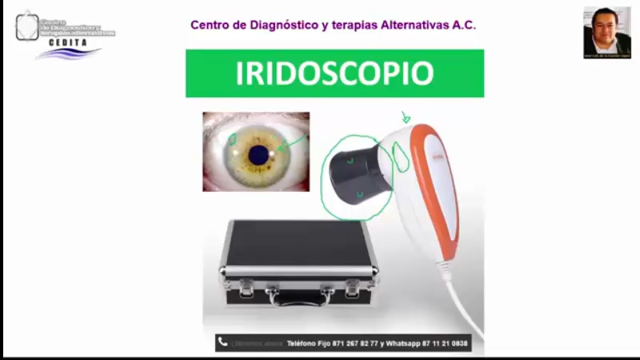 Centro de Diagnóstico y terapias Alternativas A.C.
CEDITA
IRIDOSCOPIO
Teléfono Fijo 871 267 82 77 y Whatsapp 87 11 21 0838